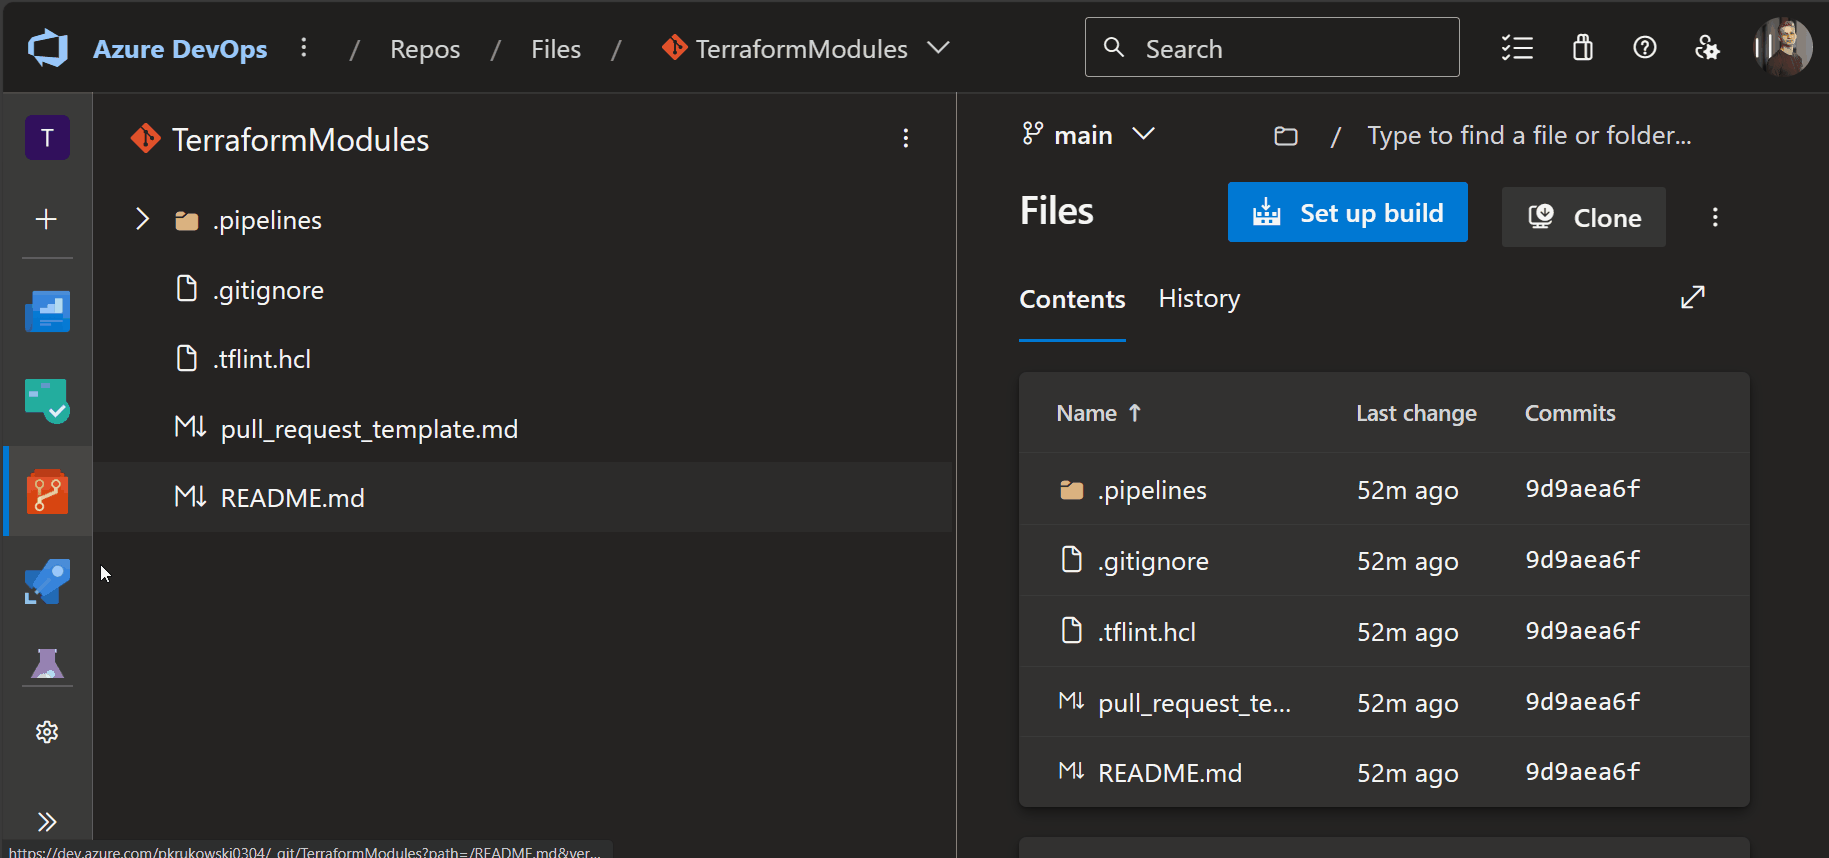 Azure DevOps / Repos / Files / TerraformModules
Search
T
TerraformModules
.pipelines
.gitignore
.tflint.hcl
pull_request_template.md
README.md
main
/ Type to find a file or folder...
Files
Set up build
Clone
Contents
History
Name ↑ Last change Commits
.pipelines 52m ago 9d9aea6f
.gitignore 52m ago 9d9aea6f
.tflint.hcl 52m ago 9d9aea6f
pull_request_te... 52m ago 9d9aea6f
README.md 52m ago 9d9aea6f
https://dev.azure.com/pkrukowski0304/_git/TerraformModules?path=/README.md&ver...